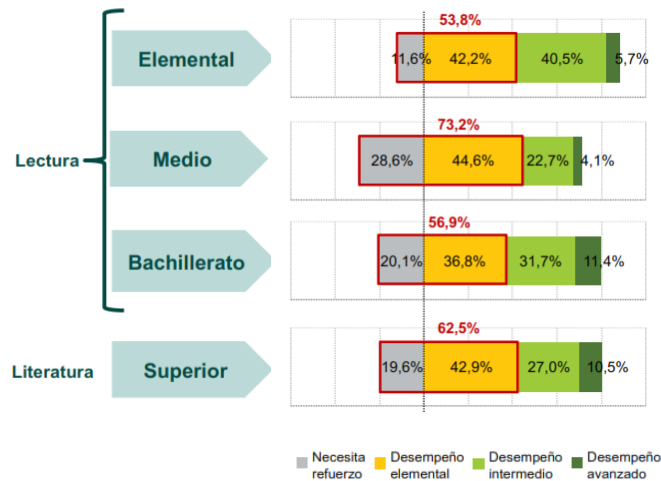 53,8%
Elemental
11,6% 42,2% 40,5% 5,7%
73,2%
Lectura
Medio
28,6% 44,6% 22,7% 4,1%
56,9%
Bachillerato
20,1% 36,8% 31,7% 11,4%
62,5%
Literatura
Superior
19,6% 42,9% 27,0% 10,5%
Necesita refuerzo
Desempeño elemental
Desempeño intermedio
Desempeño avanzado